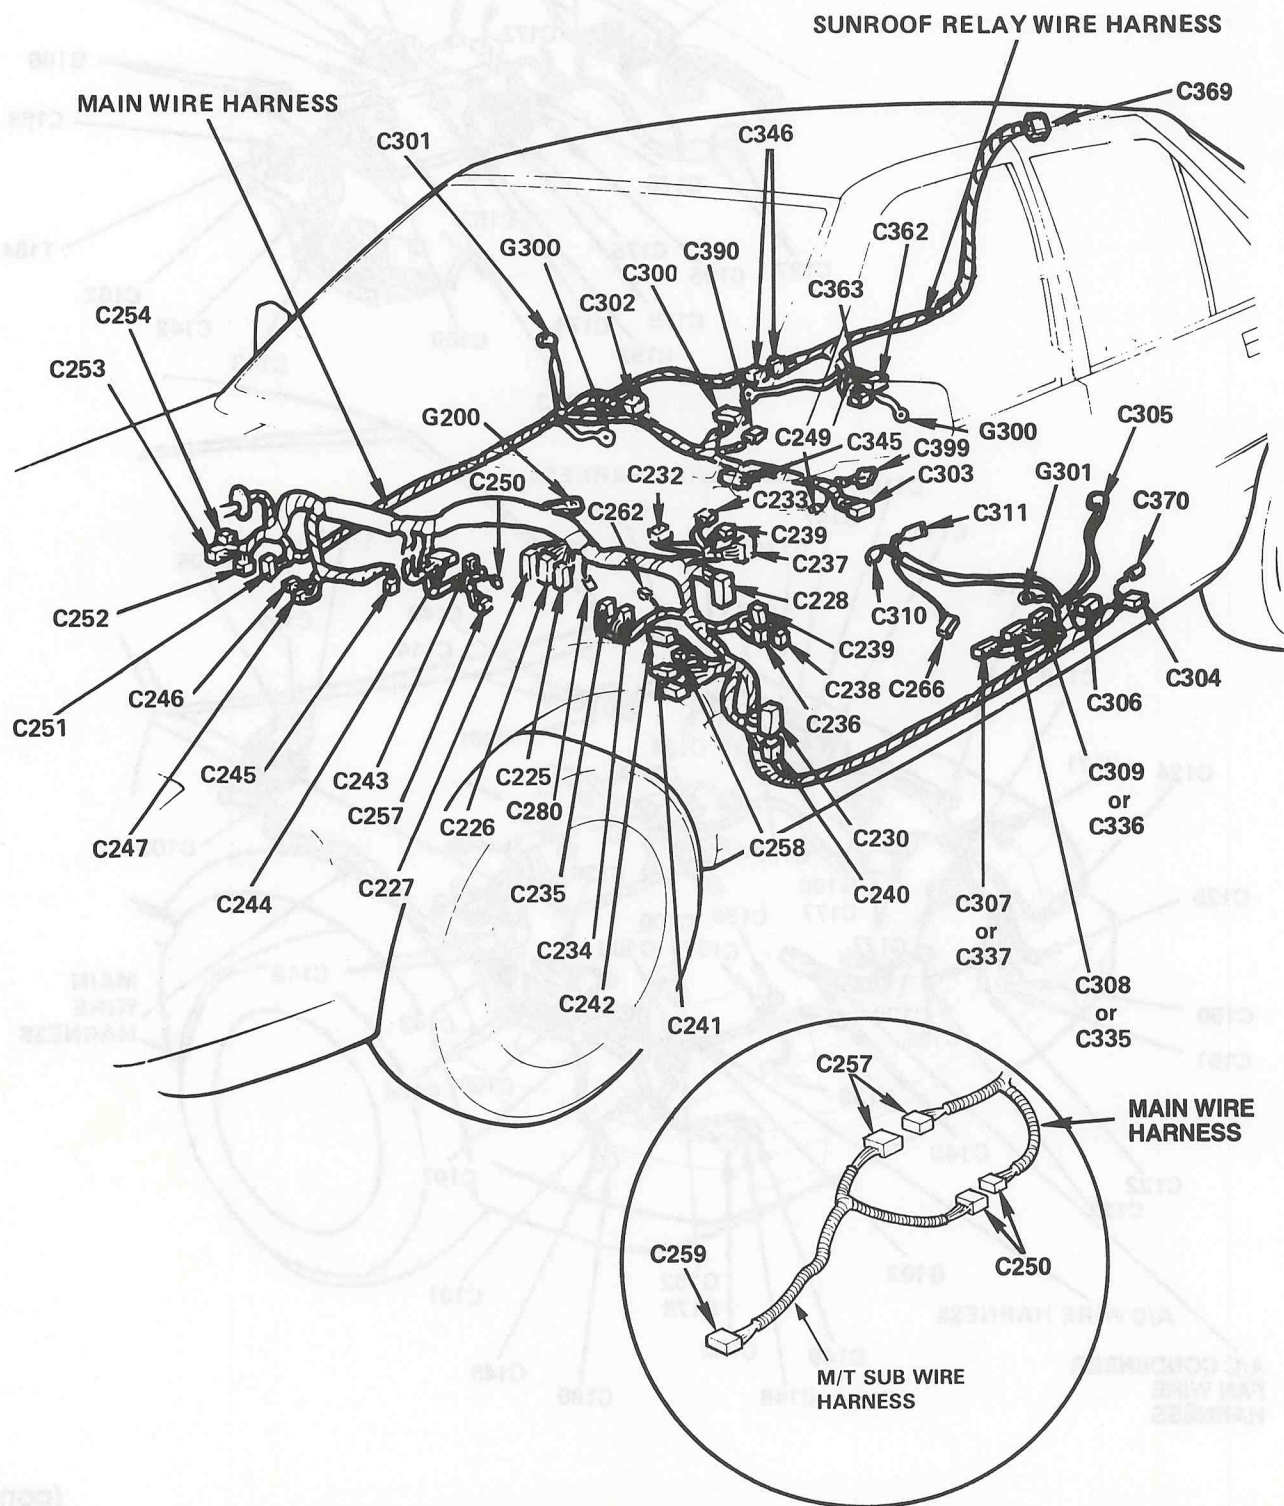 SUNROOF RELAY WIRE HARNESS
C369
MAIN WIRE HARNESS
C301
C346
G300
C390
C362
C300
C363
C302
C254
C253
G200
C250
C232
C249
C345
G300
C399
C303
C305
G301
C370
C262
C233
C239
C237
C311
C228
C310
C252
C239
C246
C238
C266
C304
C251
C236
C306
C245
C243
C225
C257
C280
C226
C309
or
C336
C247
C258
C230
C227
C235
C240
C244
C307
or
C337
C234
C242
C241
C308
or
C335
C257
MAIN WIRE
HARNESS
C259
C250
M/T SUB WIRE
HARNESS